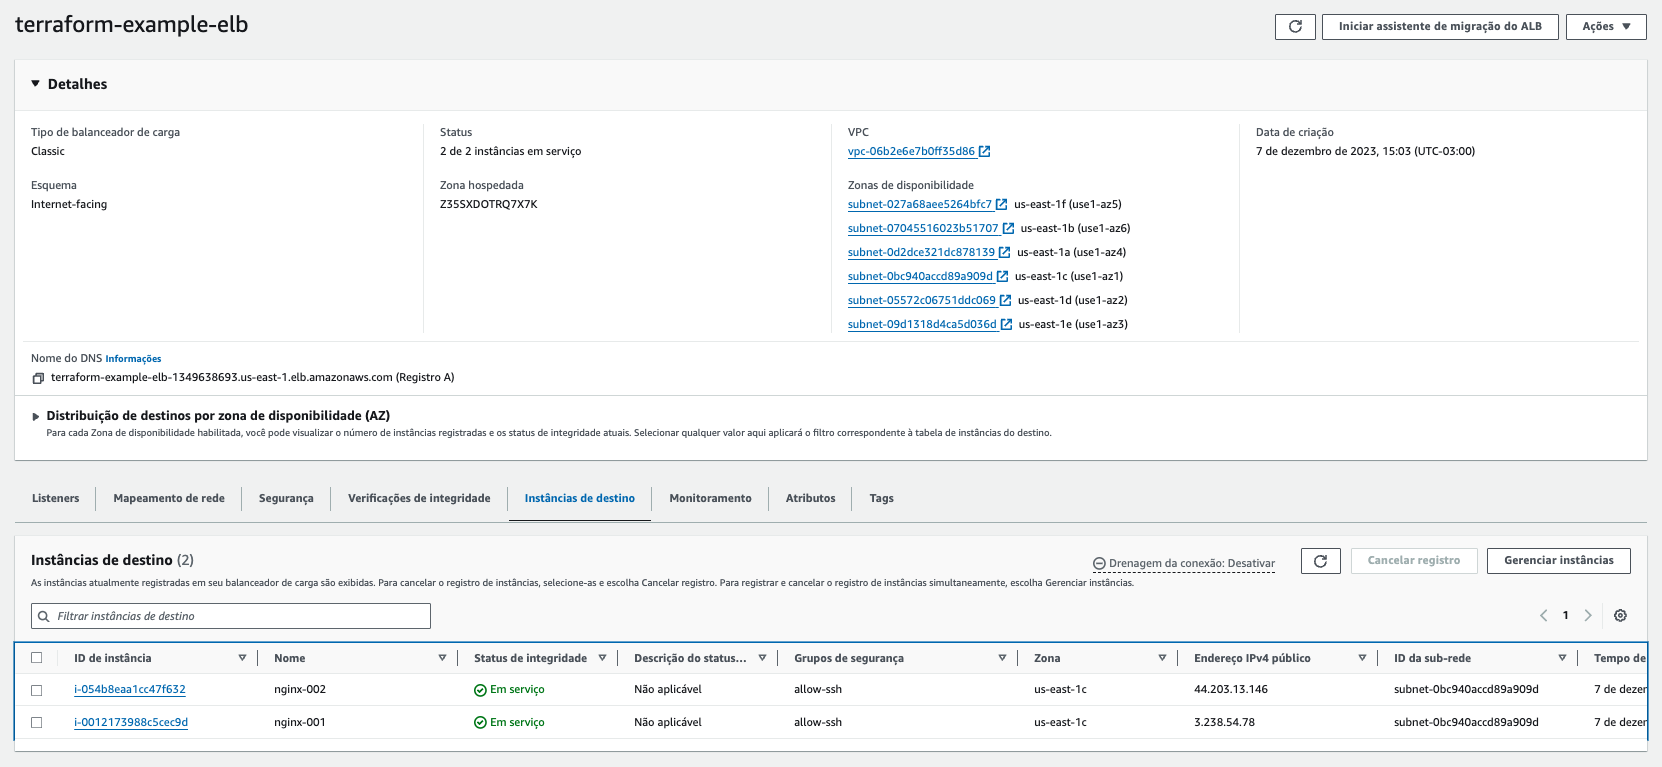 terraform-example-elb
Iniciar assistente de migração do ALB
Ações
Detalhes
Tipo de balanceador de carga
Classic
Esquema
Internet-facing
Status
2 de 2 instâncias em serviço
Zona hospedada
Z35SXDOTRQ7X7K
VPC
vpc-06b2e6e7b0ff35d86
Zonas de disponibilidade
subnet-027a68aee5264bfc7 us-east-1f (use1-az5)
subnet-07045516023b51707 us-east-1b (use1-az6)
subnet-0d2dce321dc878139 us-east-1a (use1-az4)
subnet-0bc940accd89a909d us-east-1c (use1-az1)
subnet-05572c06751ddc069 us-east-1d (use1-az2)
subnet-09d1318d4ca5d036d us-east-1e (use1-az3)
Data de criação
7 de dezembro de 2023, 15:03 (UTC-03:00)
Nome do DNS Informações
terraform-example-elb-1349638693.us-east-1.elb.amazonaws.com (Registro A)
Distribuição de destinos por zona de disponibilidade (AZ)
Para cada Zona de disponibilidade habilitada, você pode visualizar o número de instâncias registradas e os status de integridade atuais. Selecionar qualquer valor aqui aplicará o filtro correspondente à tabela de instâncias do destino.
Listeners Mapeamento de rede Segurança Verificações de integridade Instâncias de destino Monitoramento Atributos Tags
Instâncias de destino (2)
Drenagem da conexão: Desativar
Cancelar registro
Gerenciar instâncias
As instâncias atualmente registradas em seu balanceador de carga são exibidas. Para cancelar o registro de instâncias, selecione-as e escolha Cancelar registro. Para registrar e cancelar o registro de instâncias simultaneamente, escolha Gerenciar instâncias.
Filtrar instâncias de destino
1
ID de instância Nome Status de integridade Descrição do status... Grupos de segurança Zona Endereço IPv4 público ID da sub-rede Tempo de
i-054b8eaa1cc47f632 nginx-002 Em serviço Não aplicável allow-ssh us-east-1c 44.203.13.146 subnet-0bc940accd89a909d 7 de dezem
i-0012173988c5cec9d nginx-001 Em serviço Não aplicável allow-ssh us-east-1c 3.238.54.78 subnet-0bc940accd89a909d 7 de dezem